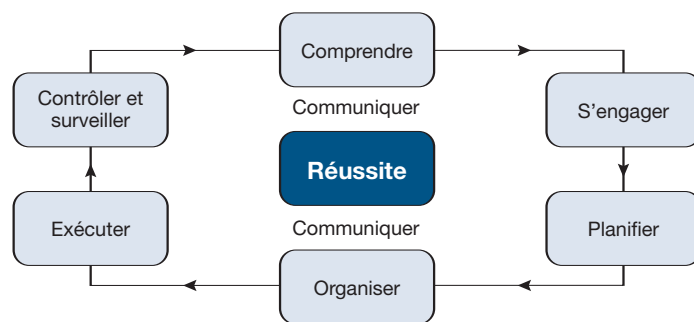 Comprendre
Contrôler et
surveiller
Communiquer
S’engager
Réussite
Exécuter
Communiquer
Planifier
Organiser